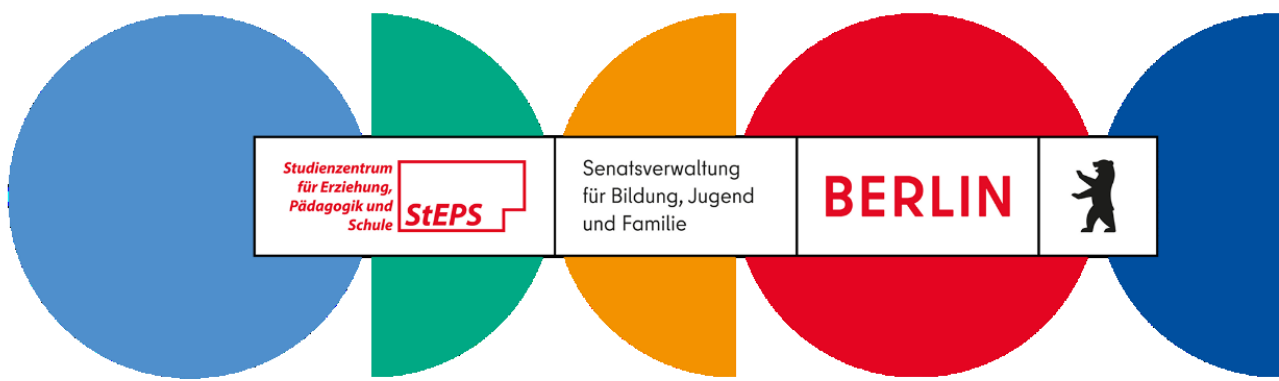 Studienzentrum
für Erziehung,
Pädagogik und
Schule
StEPS
Senatsverwaltung
für Bildung, Jugend
und Familie
BERLIN